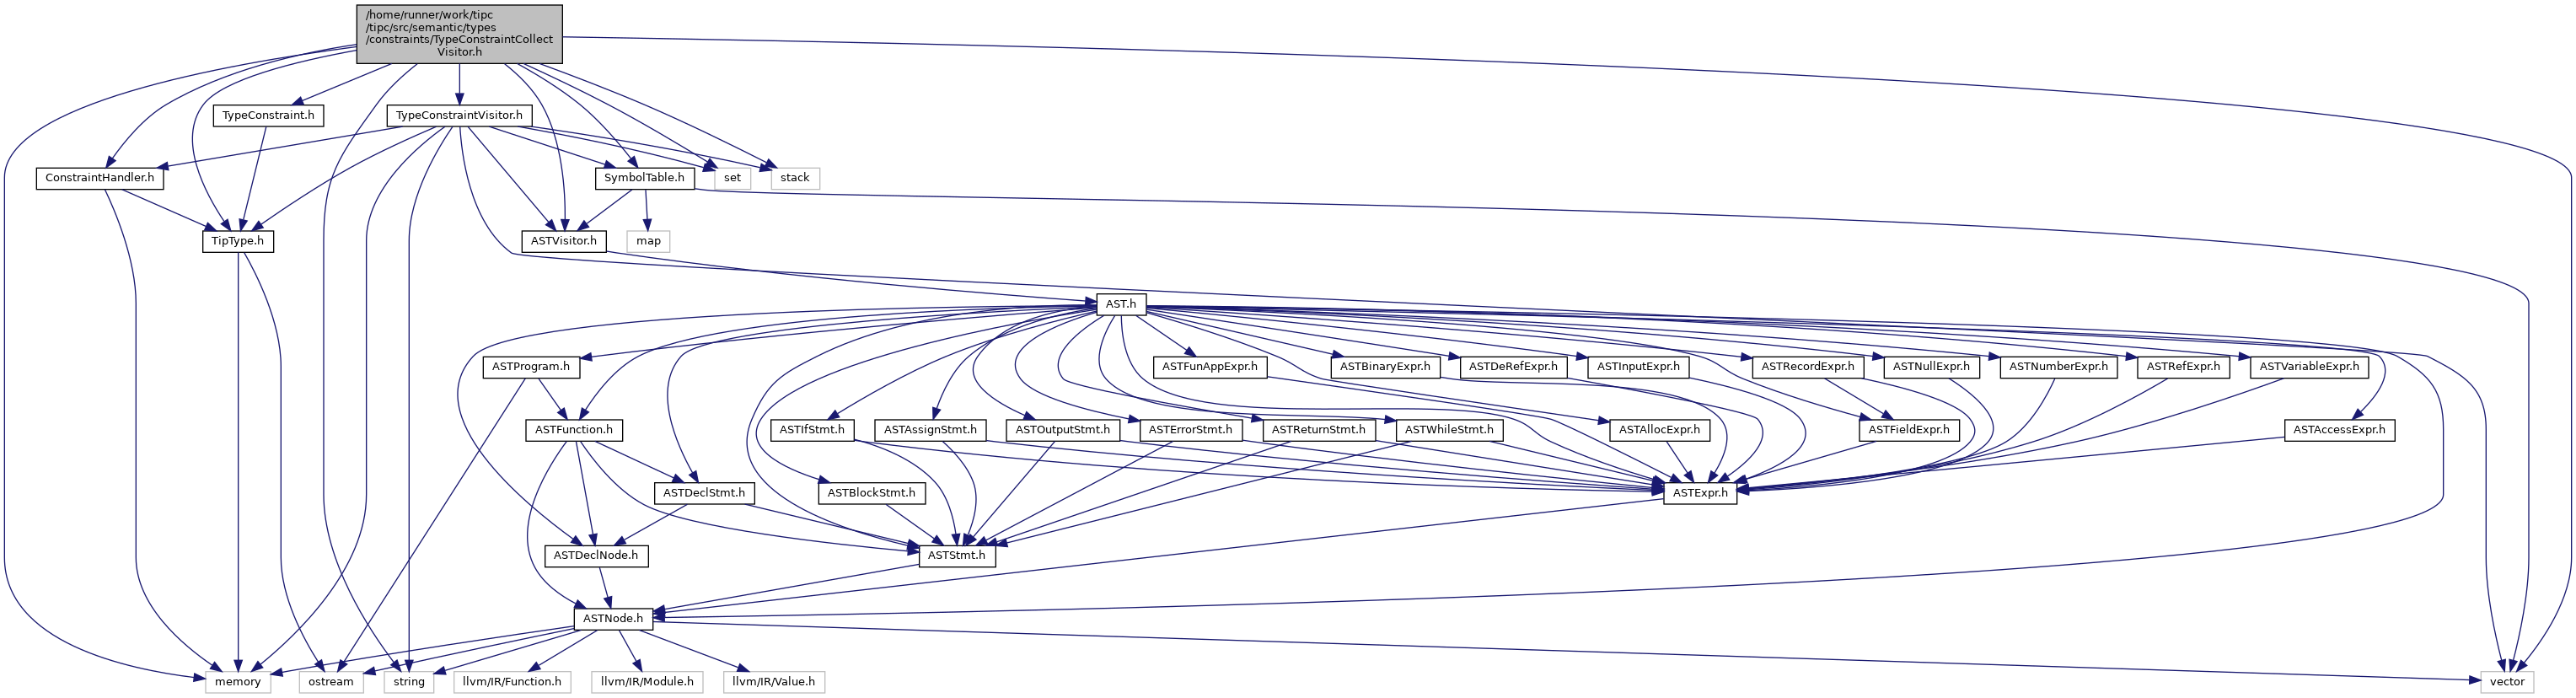 /home/runner/work/tipc
/tipc/src/semantic/types
/constraints/TypeConstraintCollect
Visitor.h
TypeConstraint.h
TypeConstraintVisitor.h
ConstraintHandler.h
SymbolTable.h
set
stack
TipType.h
ASTVisitor.h
map
AST.h
ASTProgram.h
ASTFunAppExpr.h
ASTBinaryExpr.h
ASTDeRefExpr.h
ASTInputExpr.h
ASTRecordExpr.h
ASTNullExpr.h
ASTNumberExpr.h
ASTRefExpr.h
ASTVariableExpr.h
ASTFunction.h
ASTIfStmt.h
ASTAssignStmt.h
ASTOutputStmt.h
ASTErrorStmt.h
ASTReturnStmt.h
ASTWhileStmt.h
ASTAllocExpr.h
ASTFieldExpr.h
ASTAccessExpr.h
ASTDeclStmt.h
ASTBlockStmt.h
ASTExpr.h
ASTDeclNode.h
ASTStmt.h
ASTNode.h
memory
ostream
string
llvm/IR/Function.h
llvm/IR/Module.h
llvm/IR/Value.h
vector